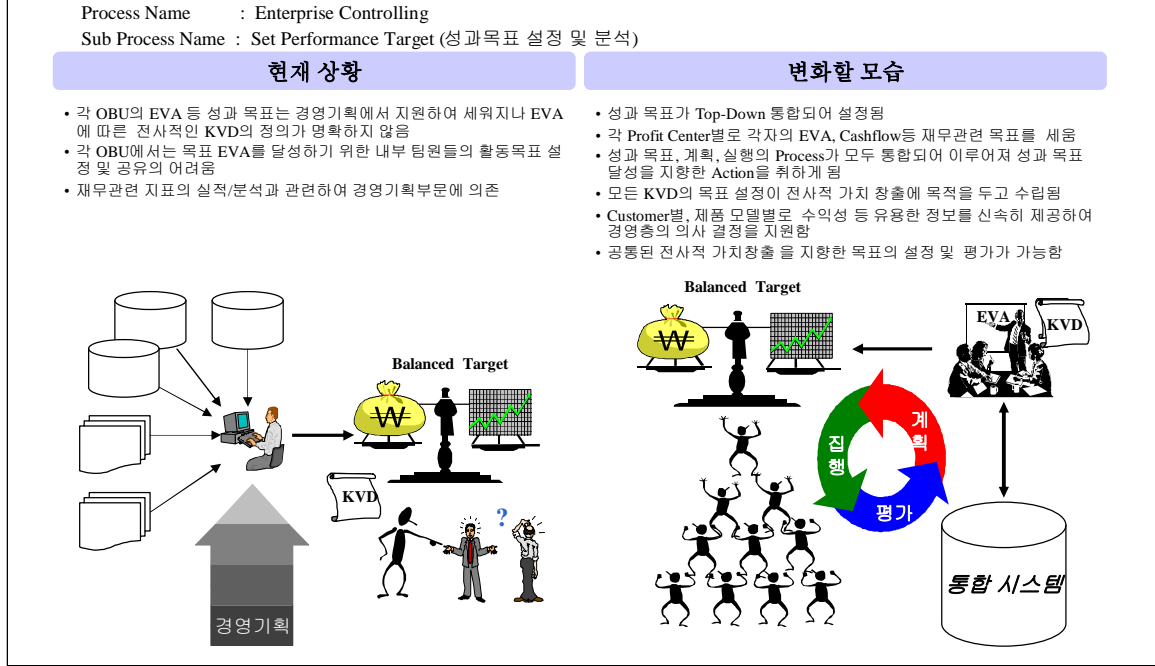 Process Name : Enterprise Controlling
Sub Process Name : Set Performance Target (성과목표 설정 및 분석)
현재 상황
• 각 OBU의 EVA 등 성과 목표는 경영기획에서 지원하여 세워지나 EVA
에 따른 전사적인 KVD의 정의가 명확하지 않음
• 각 OBU에서는 목표 EVA를 달성하기 위한 내부 팀원들의 활동목표 설
정 및 공유의 어려움
• 재무관련 지표의 실적/분석과 관련하여 경영기획부문에 의존
Balanced Target
₩
KVD
?
경영기획
변화할 모습
• 성과 목표가 Top-Down 통합되어 설정됨
• 각 Profit Center별로 각자의 EVA, Cashflow등 재무관련 목표를 세움
• 성과 목표, 계획, 실행의 Process가 모두 통합되어 이루어져 성과 목표
달성을 지향한 Action을 취하게 됨
• 모든 KVD의 목표 설정이 전사적 가치 창출에 목적을 두고 수립됨
• Customer별, 제품 모델별로 수익성 등 유용한 정보를 신속히 제공하여
경영층의 의사 결정을 지원함
• 공통된 전사적 가치창출 을 지향한 목표의 설정 및 평가가 가능함
Balanced Target
₩
EVA
KVD
계획
집행
평가
통합 시스템